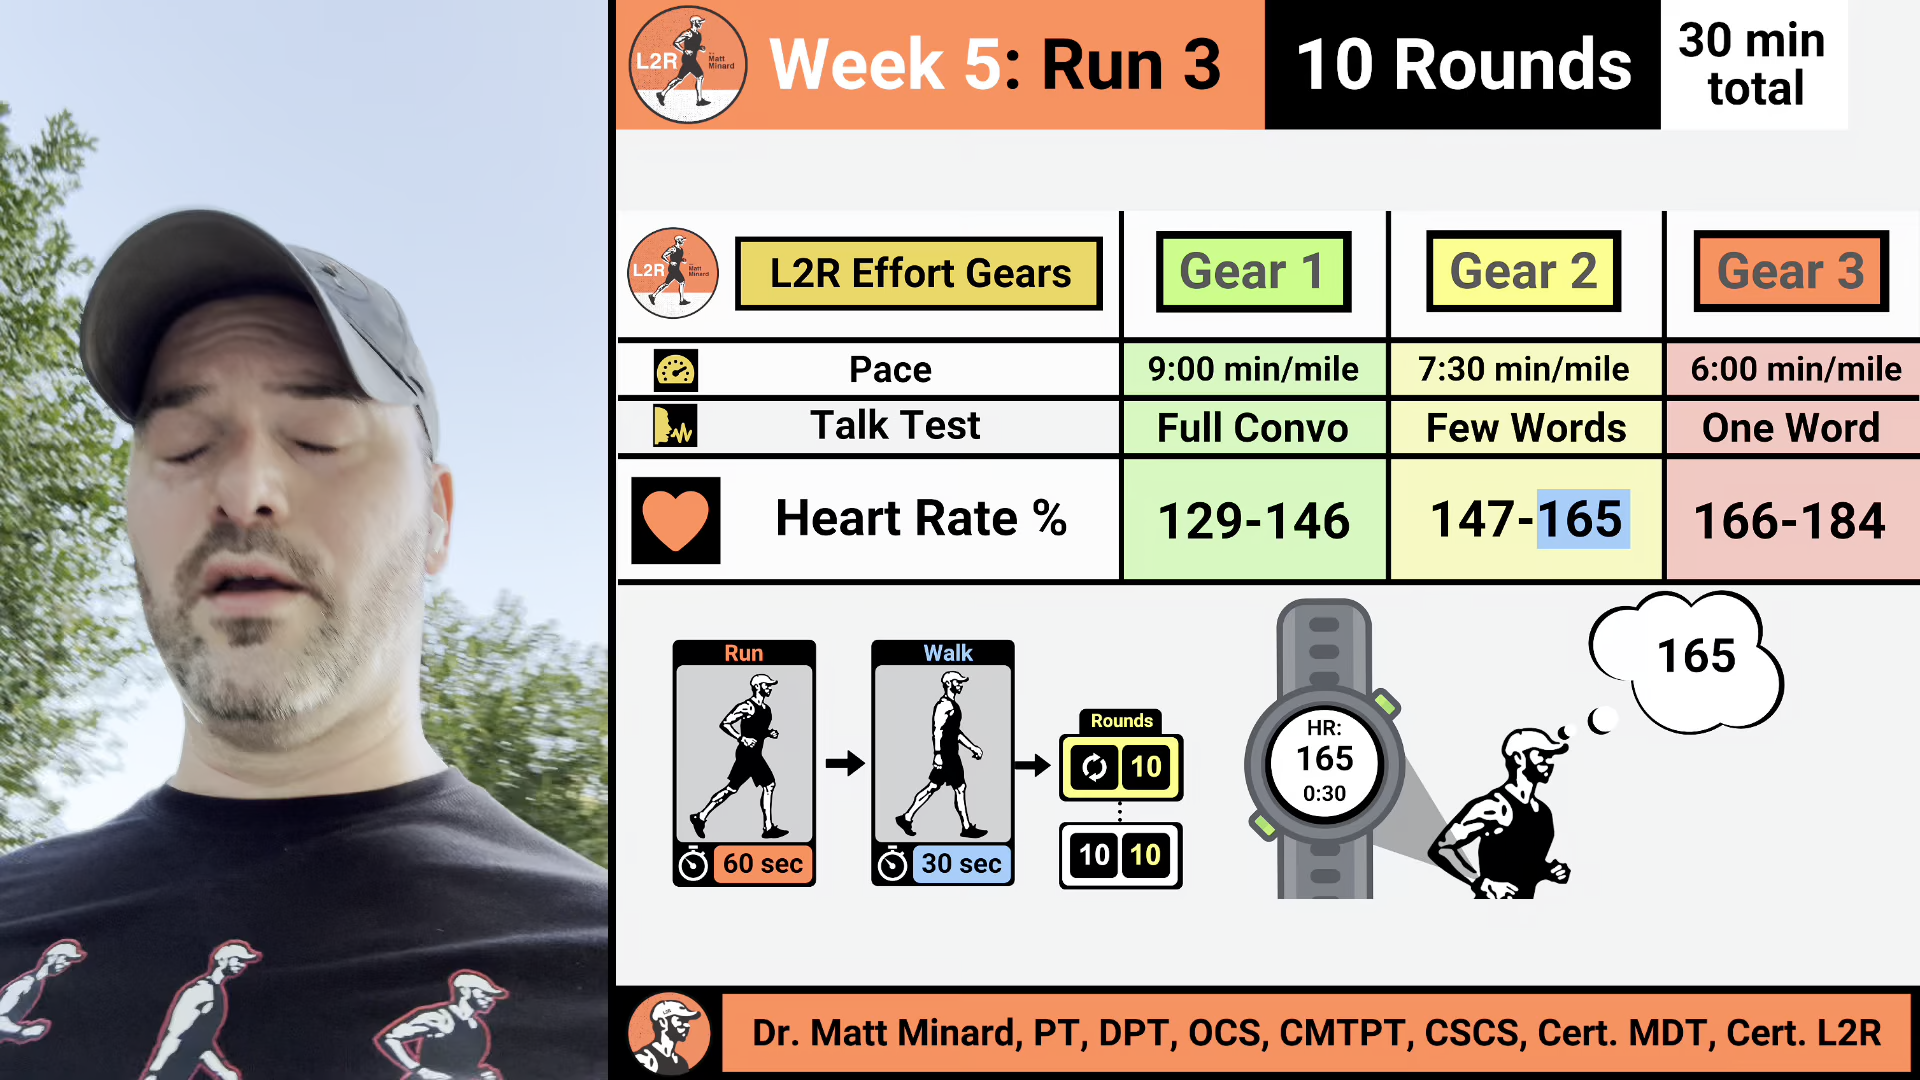 L2R
Matt
Minard
Week 5: Run 3
10 Rounds
30 min
total
L2R
Matt
Minard
L2R Effort Gears
Gear 1
Gear 2
Gear 3
Pace
9:00 min/mile
7:30 min/mile
6:00 min/mile
Talk Test
Full Convo
Few Words
One Word
Heart Rate %
129-146
147-165
166-184
Run
60 sec
Walk
30 sec
Rounds
10
10 10
HR:
165
0:30
165
Dr. Matt Minard, PT, DPT, OCS, CMTPT, CSCS, Cert. MDT, Cert. L2R